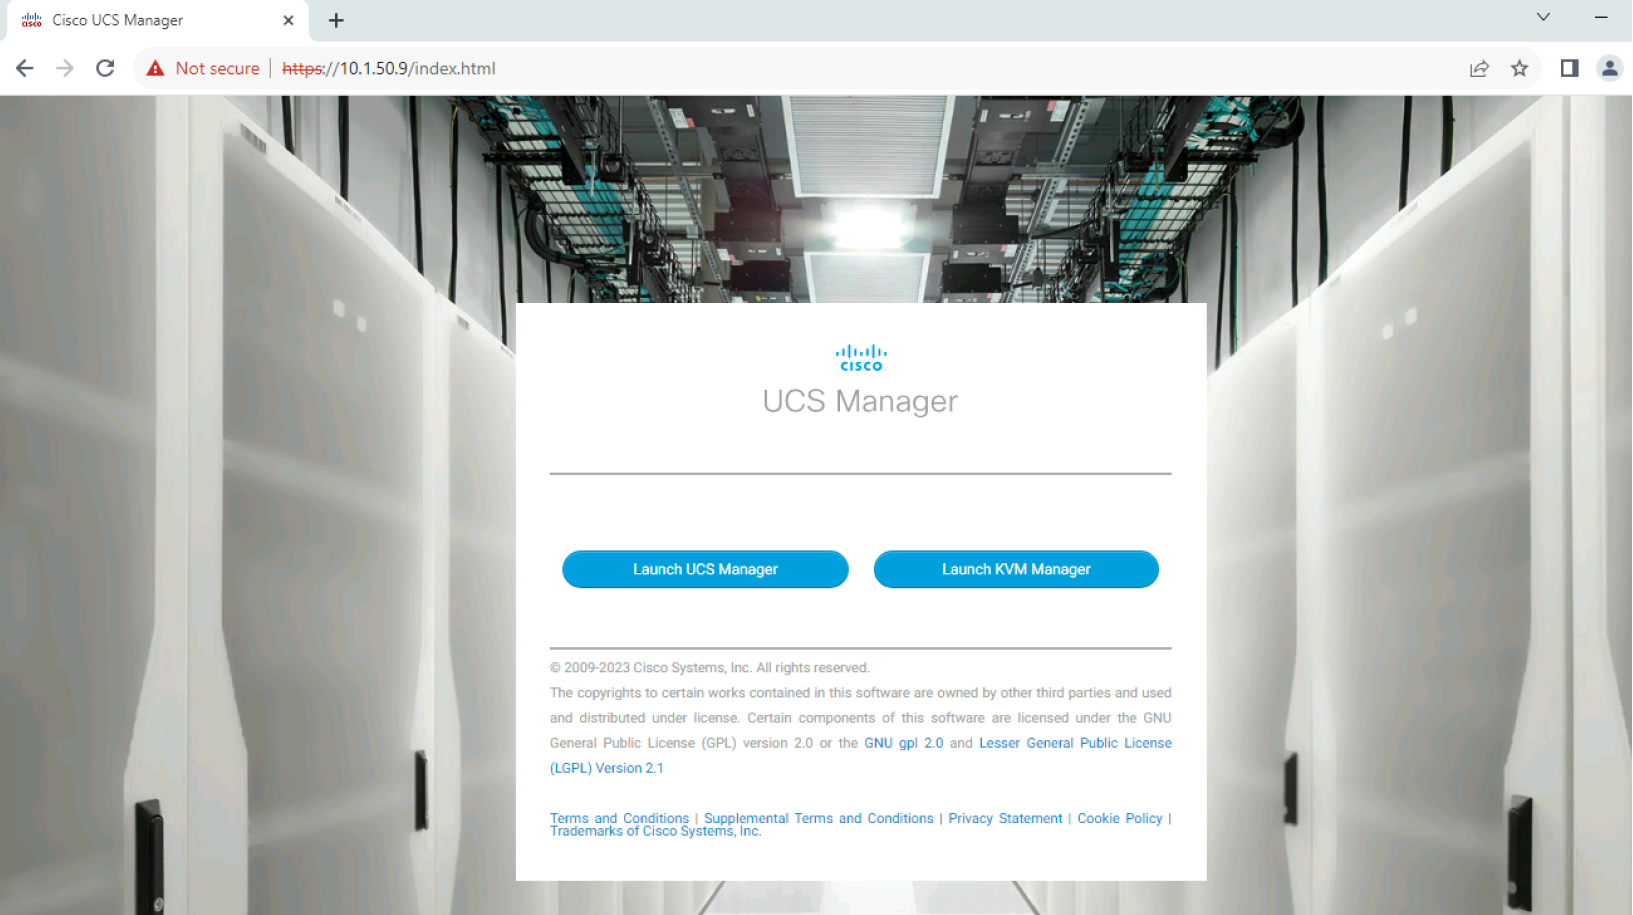 Cisco UCS Manager
Not secure | https://10.1.50.9/index.html
CISCO
UCS Manager
Launch UCS Manager
Launch KVM Manager
© 2009-2023 Cisco Systems, Inc. All rights reserved.
The copyrights to certain works contained in this software are owned by other third parties and used
and distributed under license. Certain components of this software are licensed under the GNU
General Public License (GPL) version 2.0 or the GNU gpl 2.0 and Lesser General Public License
(LGPL) Version 2.1
Terms and Conditions | Supplemental Terms and Conditions | Privacy Statement | Cookie Policy |
Trademarks of Cisco Systems, Inc.